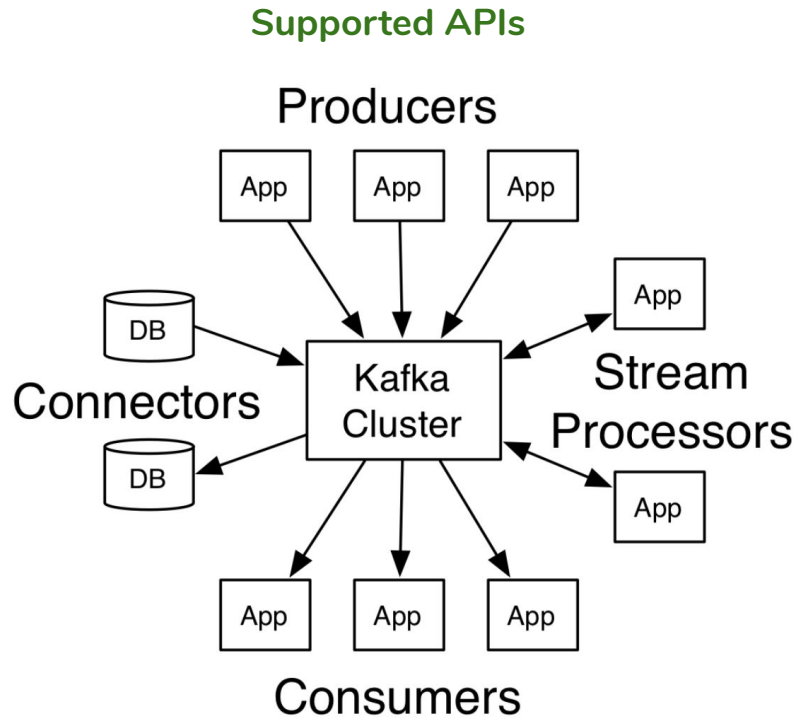 Supported APIs
Producers
App
App
App
App
DB
Kafka
Cluster
Stream
Processors
Connectors
DB
App
App
App
App
Consumers